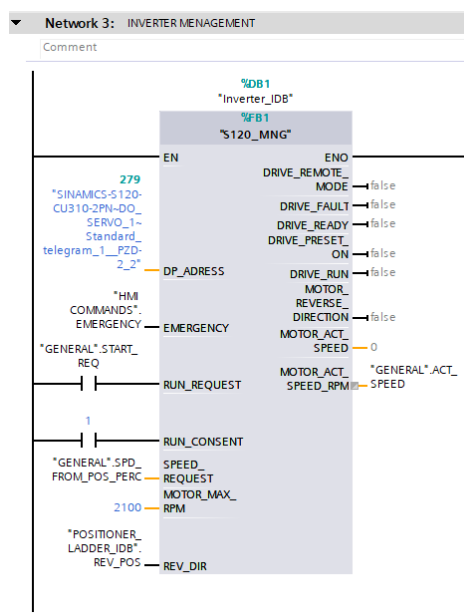 Network 3: INVERTER MENAGEMENT
Comment
%DB1
"Inverter_IDB"
%FB1
"S120_MNG"
EN
ENO
279
"SINAMICS-S120-
CU310-2PN~DO_
SERVO_1~
Standard_
telegram_1__PZD-
2_2"
DP_ADRESS
"HMI
COMMANDS".
EMERGENCY
EMERGENCY
"GENERAL".START_
REQ
RUN_REQUEST
1
RUN_CONSENT
"GENERAL".SPD_
FROM_POS_PERC
SPEED_
REQUEST
2100
MOTOR_MAX_
RPM
"POSITIONER_
LADDER_IDB".
REV_POS
REV_DIR
DRIVE_REMOTE_
MODE
false
DRIVE_FAULT
false
DRIVE_READY
false
DRIVE_PRESET_
ON
false
DRIVE_RUN
false
MOTOR_
REVERSE_
DIRECTION
false
MOTOR_ACT_
SPEED
0
MOTOR_ACT_
SPEED_RPM
"GENERAL".ACT_
SPEED